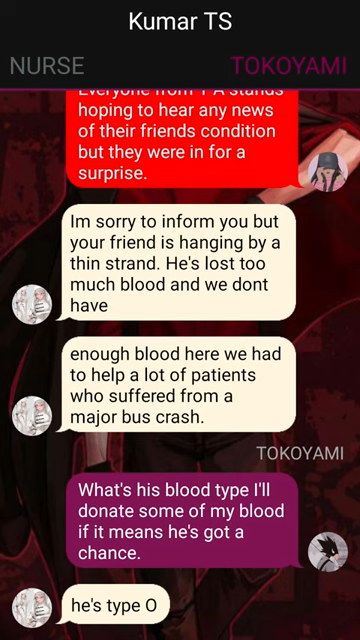 Kumar TS
NURSE
TOKOYAMI
Everyone from 1-A stands
hoping to hear any news
of their friends condition
but they were in for a
surprise.
Im sorry to inform you but
your friend is hanging by a
thin strand. He's lost too
much blood and we dont
have
enough blood here we had
to help a lot of patients
who suffered from a
major bus crash.
TOKOYAMI
What's his blood type I'll
donate some of my blood
if it means he's got a
chance.
he's type O